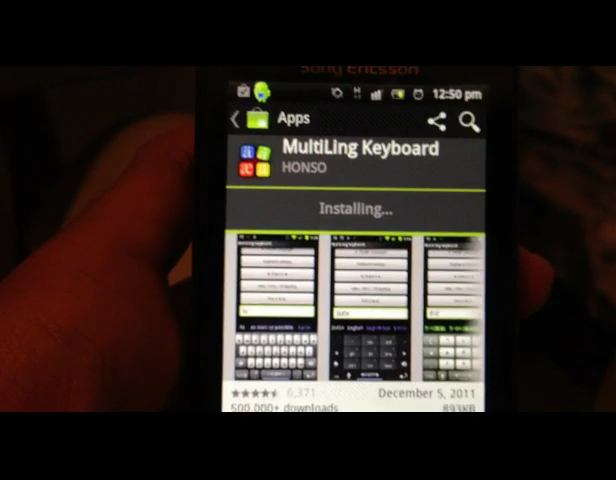 Sony Ericsson
12:50 pm
Apps
MultiLing Keyboard
HONSO
Installing...
6,371
December 5, 2011
500,000+ downloads
893KB